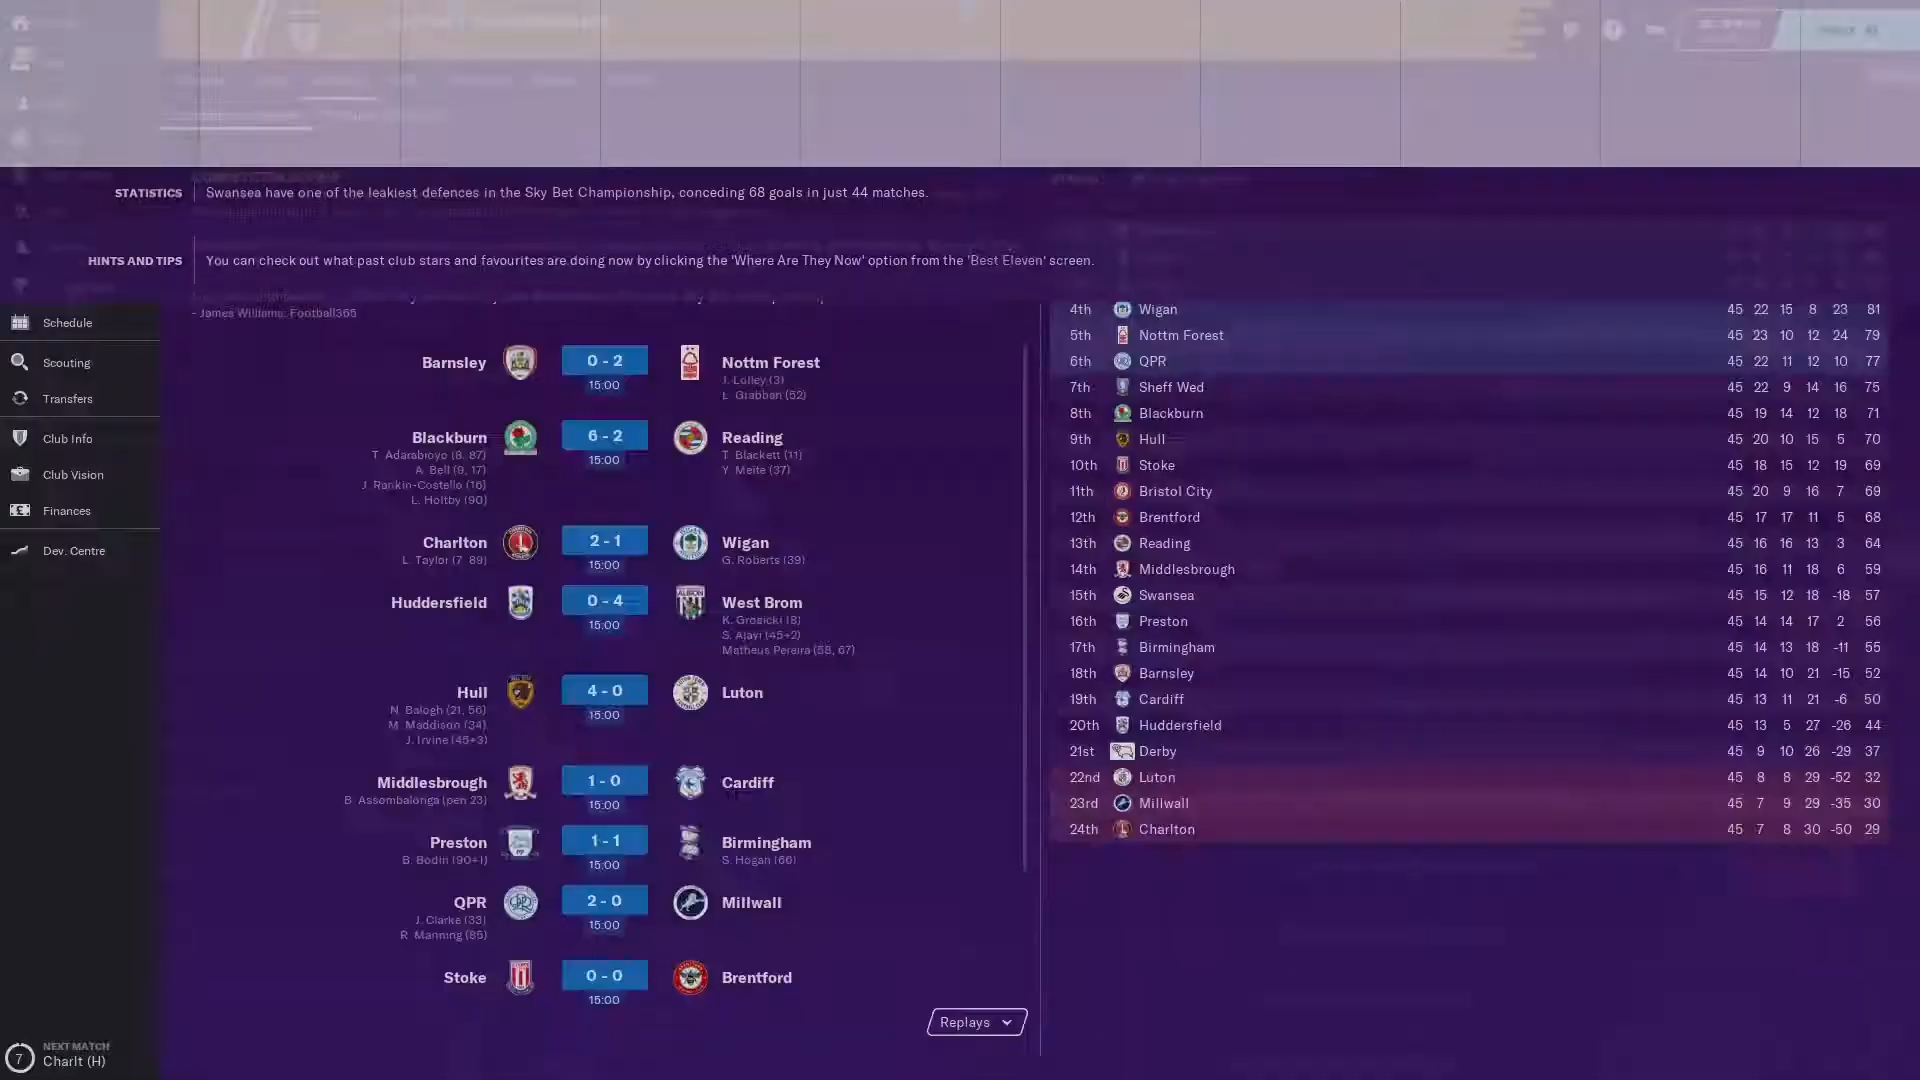 STATISTICS Swansea have one of the leakiest defences in the Sky Bet Championship, conceding 68 goals in just 44 matches.
HINTS AND TIPS You can check out what past club stars and favourites are doing now by clicking the 'Where Are They Now' option from the 'Best Eleven' screen.
- James Williams, Football365
Schedule
Scouting
Transfers
Club Info
Club Vision
Finances
Dev. Centre
7 NEXT MATCH
Charlt (H)
Barnsley 0 - 2 Nottm Forest
15:00 J. Lolley (3)
L. Grabban (52)
Blackburn 6 - 2 Reading
T. Adarabioyo (8, 87) 15:00 T. Blackett (11)
A. Bell (9, 17) Y. Meite (37)
J. Rankin-Costello (16)
L. Holtby (90)
Charlton 2 - 1 Wigan
L. Taylor (7, 89) 15:00 G. Roberts (39)
Huddersfield 0 - 4 West Brom
15:00 K. Grosicki (8)
S. Ajayi (45+2)
Matheus Pereira (58, 67)
Hull 4 - 0 Luton
N. Balogh (21, 56) 15:00
M. Maddison (34)
J. Irvine (45+3)
Middlesbrough 1 - 0 Cardiff
B. Assombalonga (pen 23) 15:00
Preston 1 - 1 Birmingham
B. Bodin (90+1) 15:00 S. Hogan (66)
QPR 2 - 0 Millwall
J. Clarke (33) 15:00
R. Manning (85)
Stoke 0 - 0 Brentford
15:00
Replays
4th Wigan 45 22 15 8 23 81
5th Nottm Forest 45 23 10 12 24 79
6th QPR 45 22 11 12 10 77
7th Sheff Wed 45 22 9 14 16 75
8th Blackburn 45 19 14 12 18 71
9th Hull 45 20 10 15 5 70
10th Stoke 45 18 15 12 19 69
11th Bristol City 45 20 9 16 7 69
12th Brentford 45 17 17 11 5 68
13th Reading 45 16 16 13 3 64
14th Middlesbrough 45 16 11 18 6 59
15th Swansea 45 15 12 18 -18 57
16th Preston 45 14 14 17 2 56
17th Birmingham 45 14 13 18 -11 55
18th Barnsley 45 14 10 21 -15 52
19th Cardiff 45 13 11 21 -6 50
20th Huddersfield 45 13 5 27 -26 44
21st Derby 45 9 10 26 -29 37
22nd Luton 45 8 8 29 -52 32
23rd Millwall 45 7 9 29 -35 30
24th Charlton 45 7 8 30 -50 29